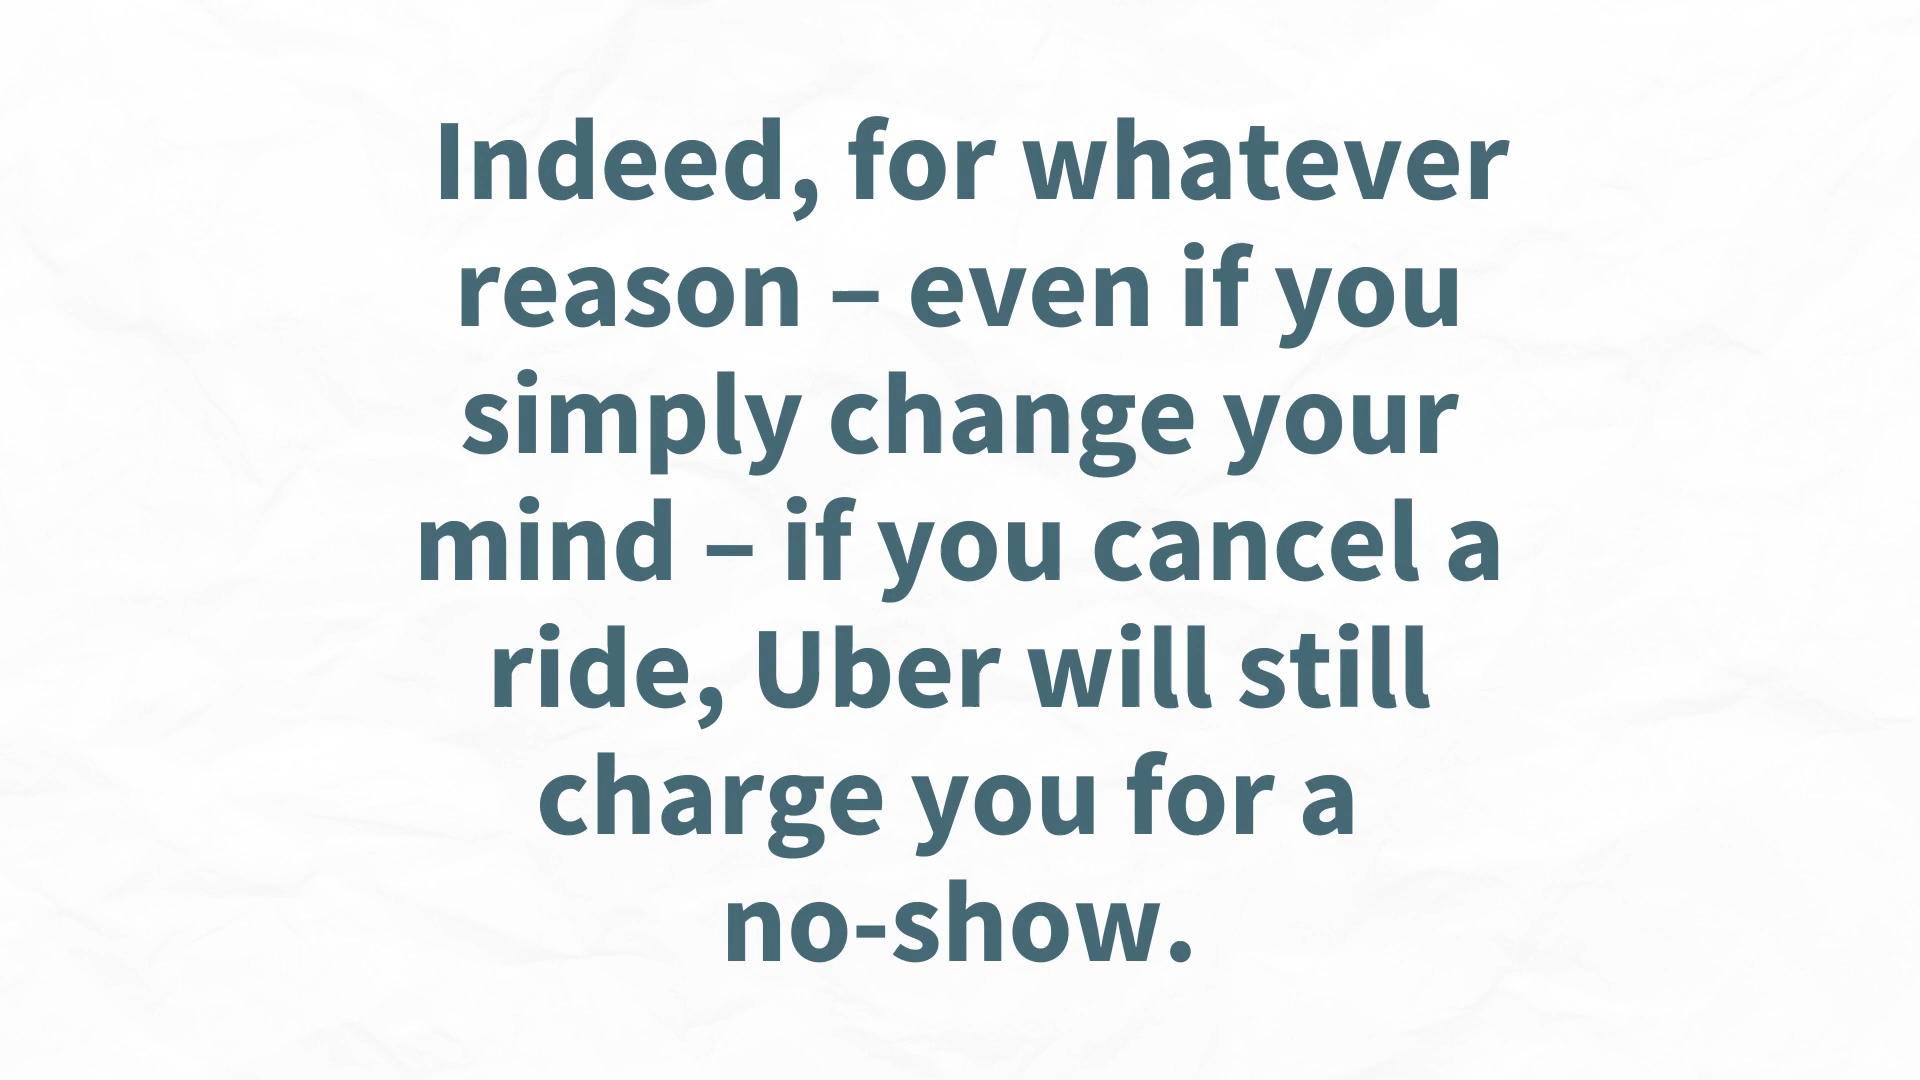 Indeed, for whatever
reason – even if you
simply change your
mind – if you cancel a
ride, Uber will still
charge you for a
no-show.